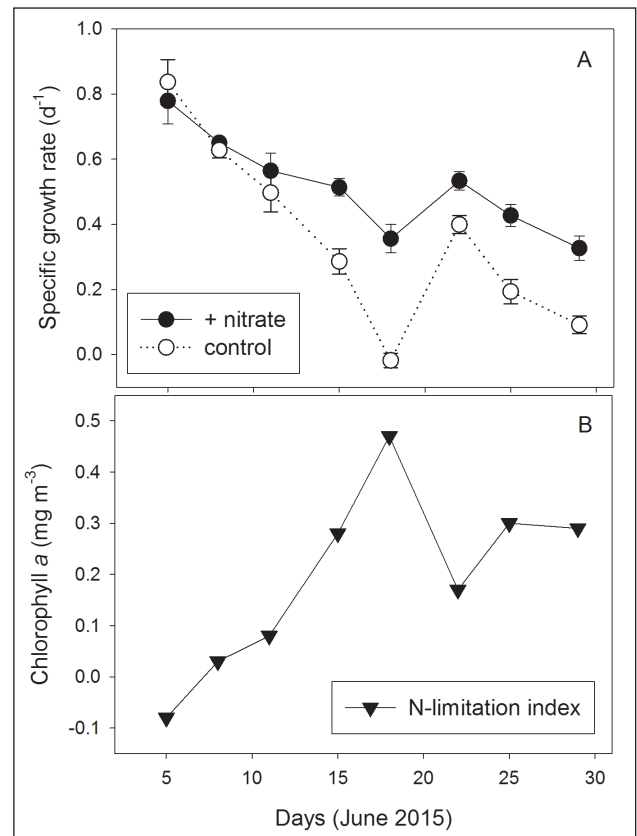 A
Specific growth rate (d-1)
1.0
0.8
0.6
0.4
0.2
0.0
+ nitrate
control
B
Chlorophyll a (mg m-3)
0.5
0.4
0.3
0.2
0.1
0.0
-0.1
N-limitation index
5 10 15 20 25 30
Days (June 2015)